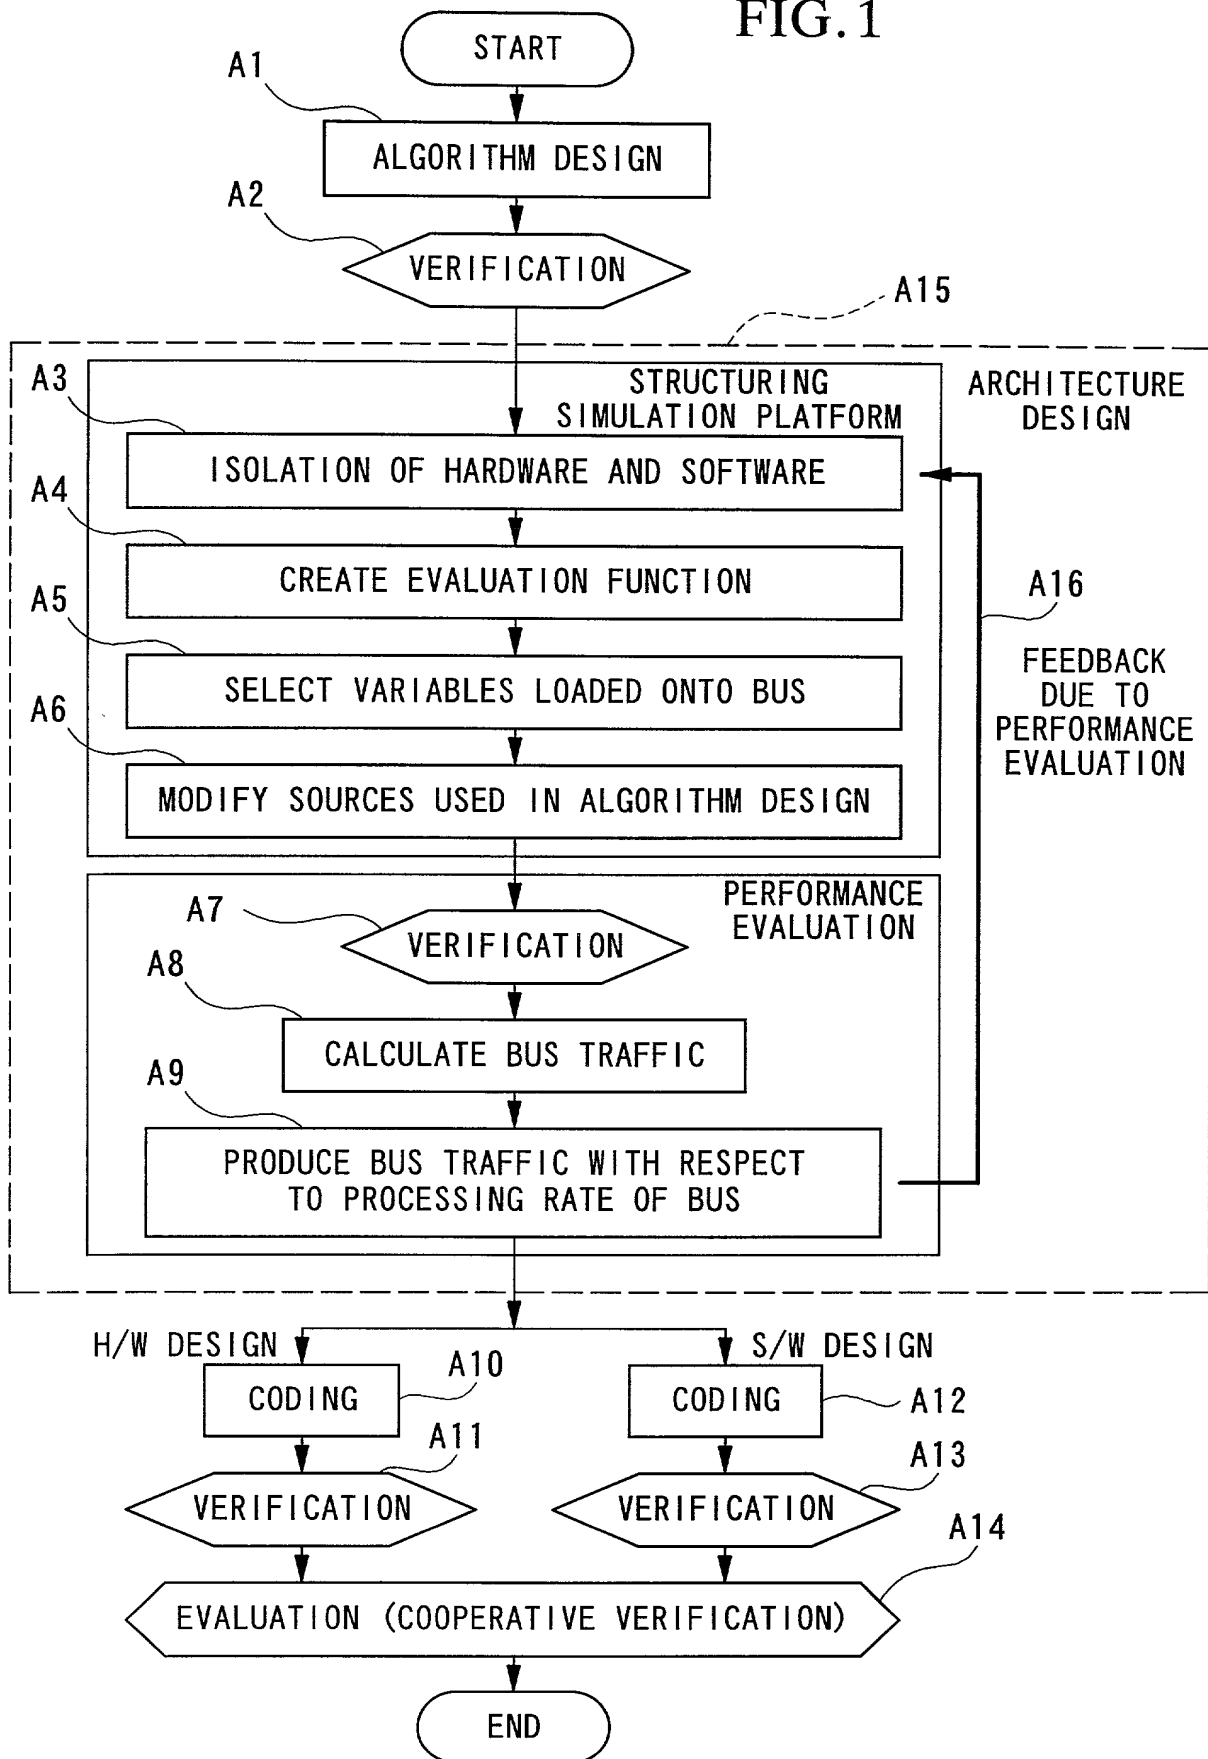 FIG. 1
START
A1
ALGORITHM DESIGN
A2
VERIFICATION
A15
A3
STRUCTURING
SIMULATION PLATFORM
ARCHITECTURE
DESIGN
ISOLATION OF HARDWARE AND SOFTWARE
A4
CREATE EVALUATION FUNCTION
A16
A5
FEEDBACK
DUE TO
PERFORMANCE
EVALUATION
SELECT VARIABLES LOADED ONTO BUS
A6
MODIFY SOURCES USED IN ALGORITHM DESIGN
PERFORMANCE
EVALUATION
A7
VERIFICATION
A8
CALCULATE BUS TRAFFIC
A9
PRODUCE BUS TRAFFIC WITH RESPECT
TO PROCESSING RATE OF BUS
H/W DESIGN
S/W DESIGN
A10
CODING
CODING
A12
A11
A13
VERIFICATION
VERIFICATION
A14
EVALUATION (COOPERATIVE VERIFICATION)
END